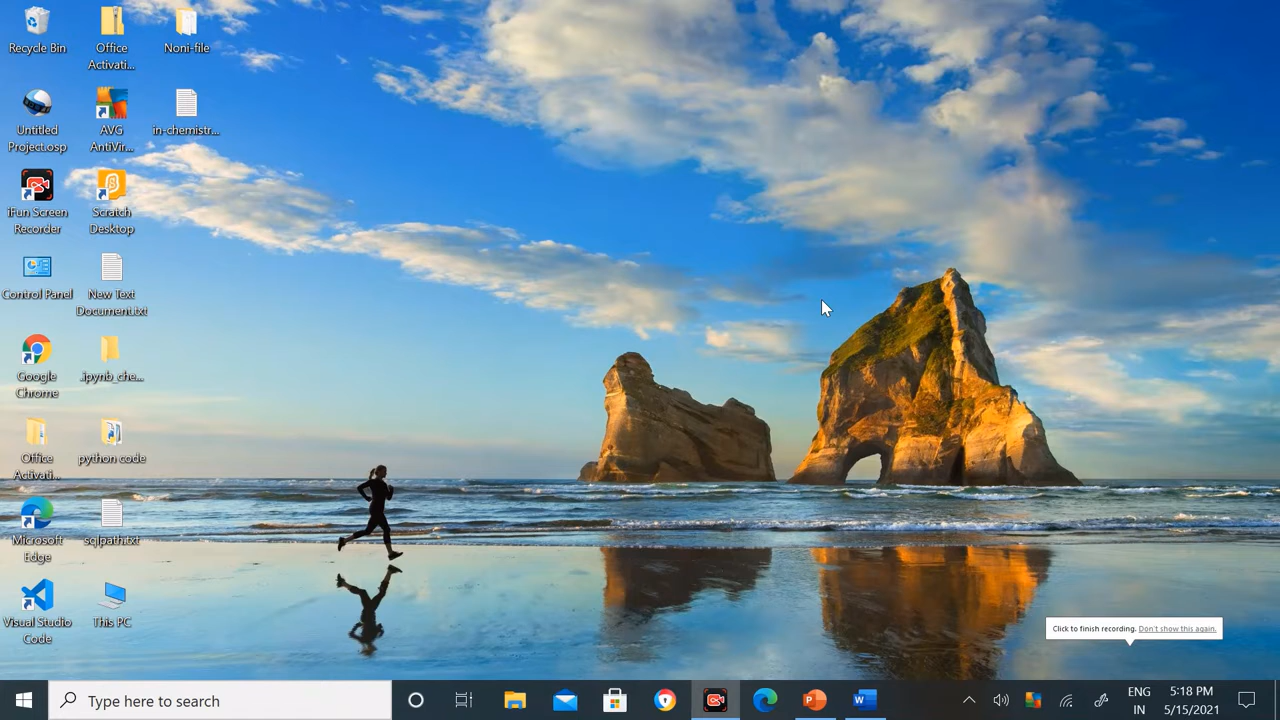 Recycle Bin
Office
Activati...
Noni-file
Untitled
Project.osp
AVG
AntiVir...
in-chemistr...
iFun Screen
Recorder
Scratch
Desktop
Control Panel
New Text
Document.txt
Google
Chrome
.ipynb_che...
Office
Activati...
python code
Microsoft
Edge
sqlpath.txt
Visual Studio
Code
This PC
Click to finish recording. Don't show this again.
Type here to search
ENG
IN
5:18 PM
5/15/2021